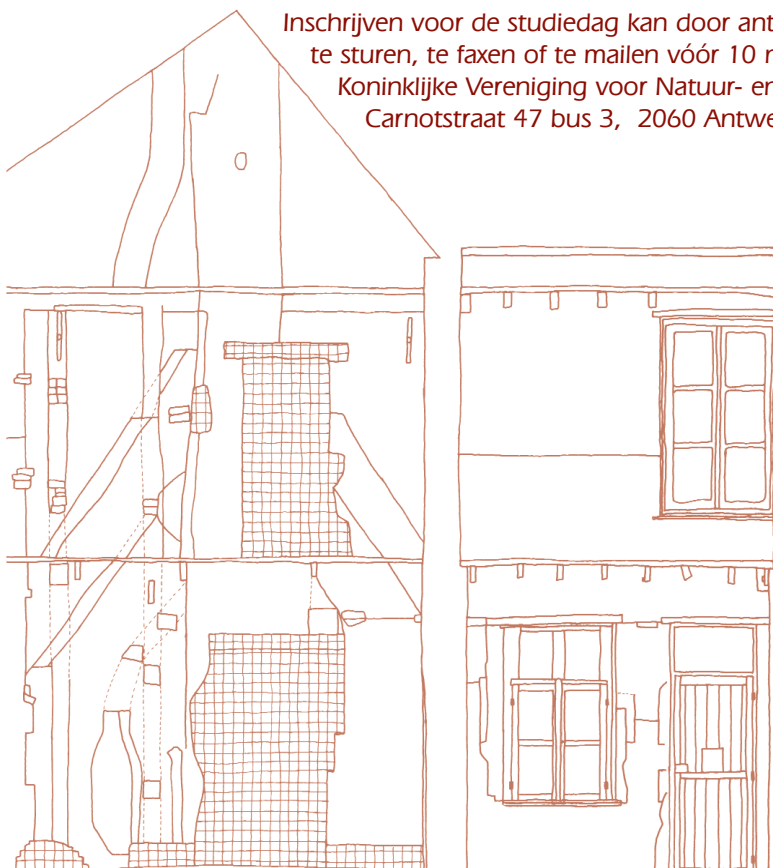 Inschrijven voor de studiedag kan door ant
te sturen, te faxen of te mailen vóór 10 
Koninklijke Vereniging voor Natuur- en
Carnotstraat 47 bus 3, 2060 Antwe